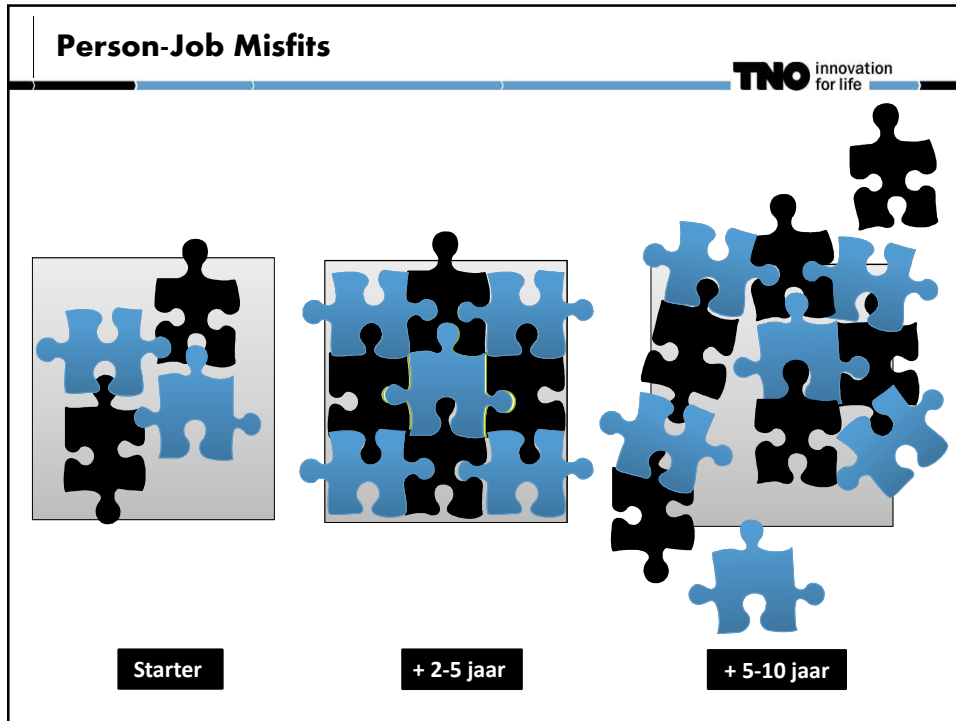 Person-Job Misfits
TNO innovation
for life
Starter
+ 2-5 jaar
+ 5-10 jaar